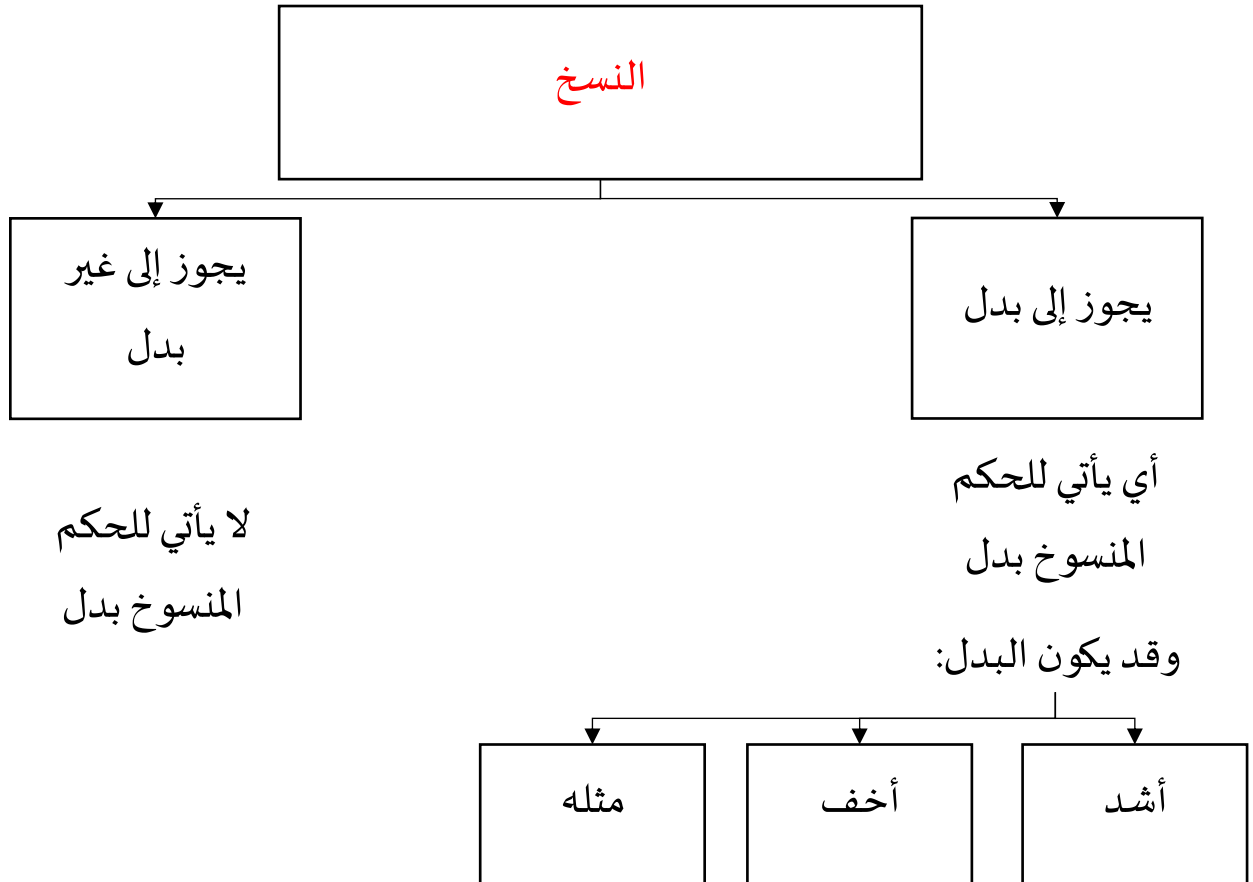 النسخ
يجوز إلى بدل
يجوز إلى غير
بدل
أي يأتي للحكم
المنسوخ بدل
لا يأتي للحكم
المنسوخ بدل
وقد يكون البدل:
أشد
أخف
مثله